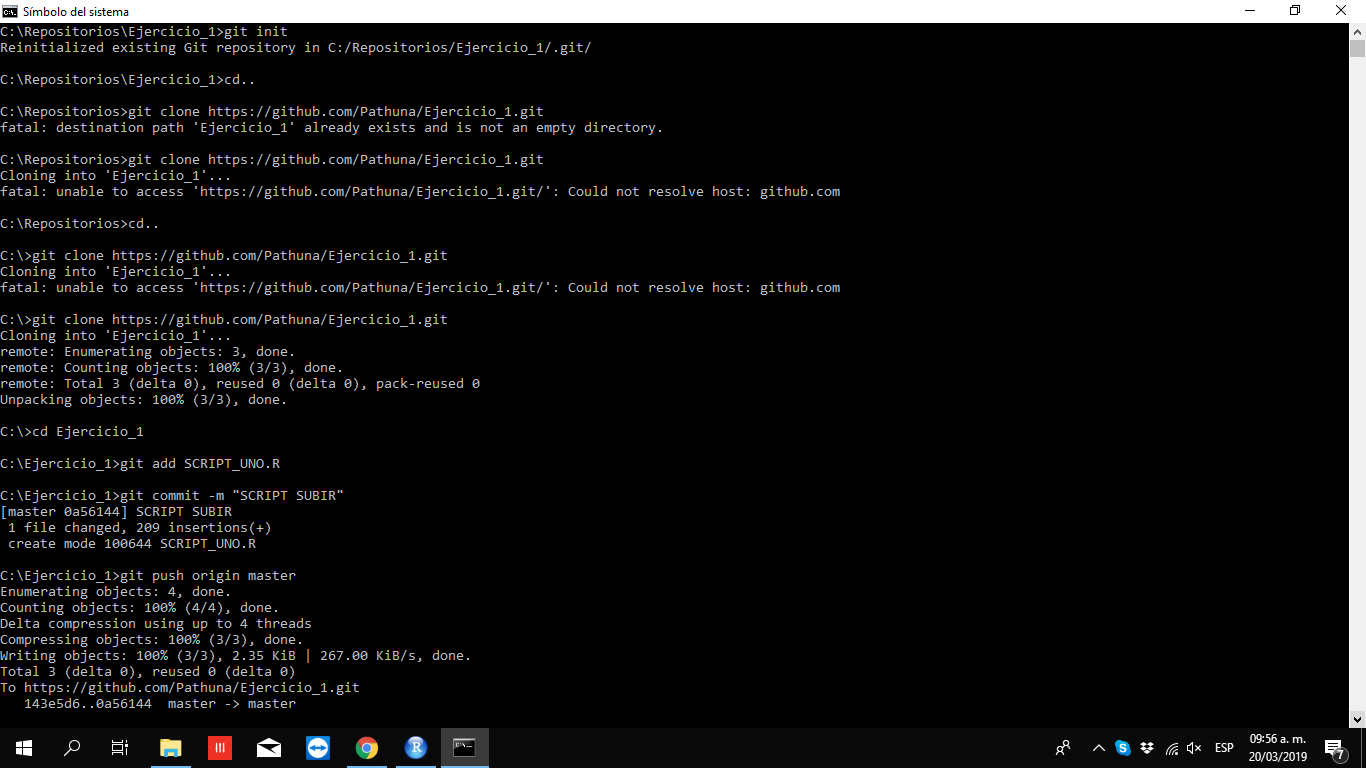 Símbolo del sistema
C:\Repositorios\Ejercicio_1>git init
Reinitialized existing Git repository in C:/Repositorios/Ejercicio_1/.git/
C:\Repositorios\Ejercicio_1>cd..
C:\Repositorios>git clone https://github.com/Pathuna/Ejercicio_1.git
fatal: destination path 'Ejercicio_1' already exists and is not an empty directory.
C:\Repositorios>git clone https://github.com/Pathuna/Ejercicio_1.git
Cloning into 'Ejercicio_1'...
fatal: unable to access 'https://github.com/Pathuna/Ejercicio_1.git/': Could not resolve host: github.com
C:\Repositorios>cd..
C:\>git clone https://github.com/Pathuna/Ejercicio_1.git
Cloning into 'Ejercicio_1'...
fatal: unable to access 'https://github.com/Pathuna/Ejercicio_1.git/': Could not resolve host: github.com
C:\>git clone https://github.com/Pathuna/Ejercicio_1.git
Cloning into 'Ejercicio_1'...
remote: Enumerating objects: 3, done.
remote: Counting objects: 100% (3/3), done.
remote: Total 3 (delta 0), reused 0 (delta 0), pack-reused 0
Unpacking objects: 100% (3/3), done.
C:\>cd Ejercicio_1
C:\Ejercicio_1>git add SCRIPT_UNO.R
C:\Ejercicio_1>git commit -m "SCRIPT SUBIR"
[master 0a56144] SCRIPT SUBIR
 1 file changed, 209 insertions(+)
 create mode 100644 SCRIPT_UNO.R
C:\Ejercicio_1>git push origin master
Enumerating objects: 4, done.
Counting objects: 100% (4/4), done.
Delta compression using up to 4 threads
Compressing objects: 100% (3/3), done.
Writing objects: 100% (3/3), 2.35 KiB | 267.00 KiB/s, done.
Total 3 (delta 0), reused 0 (delta 0)
To https://github.com/Pathuna/Ejercicio_1.git
   143e5d6..0a56144  master -> master
R
ESP
09:56 a. m.
20/03/2019
7